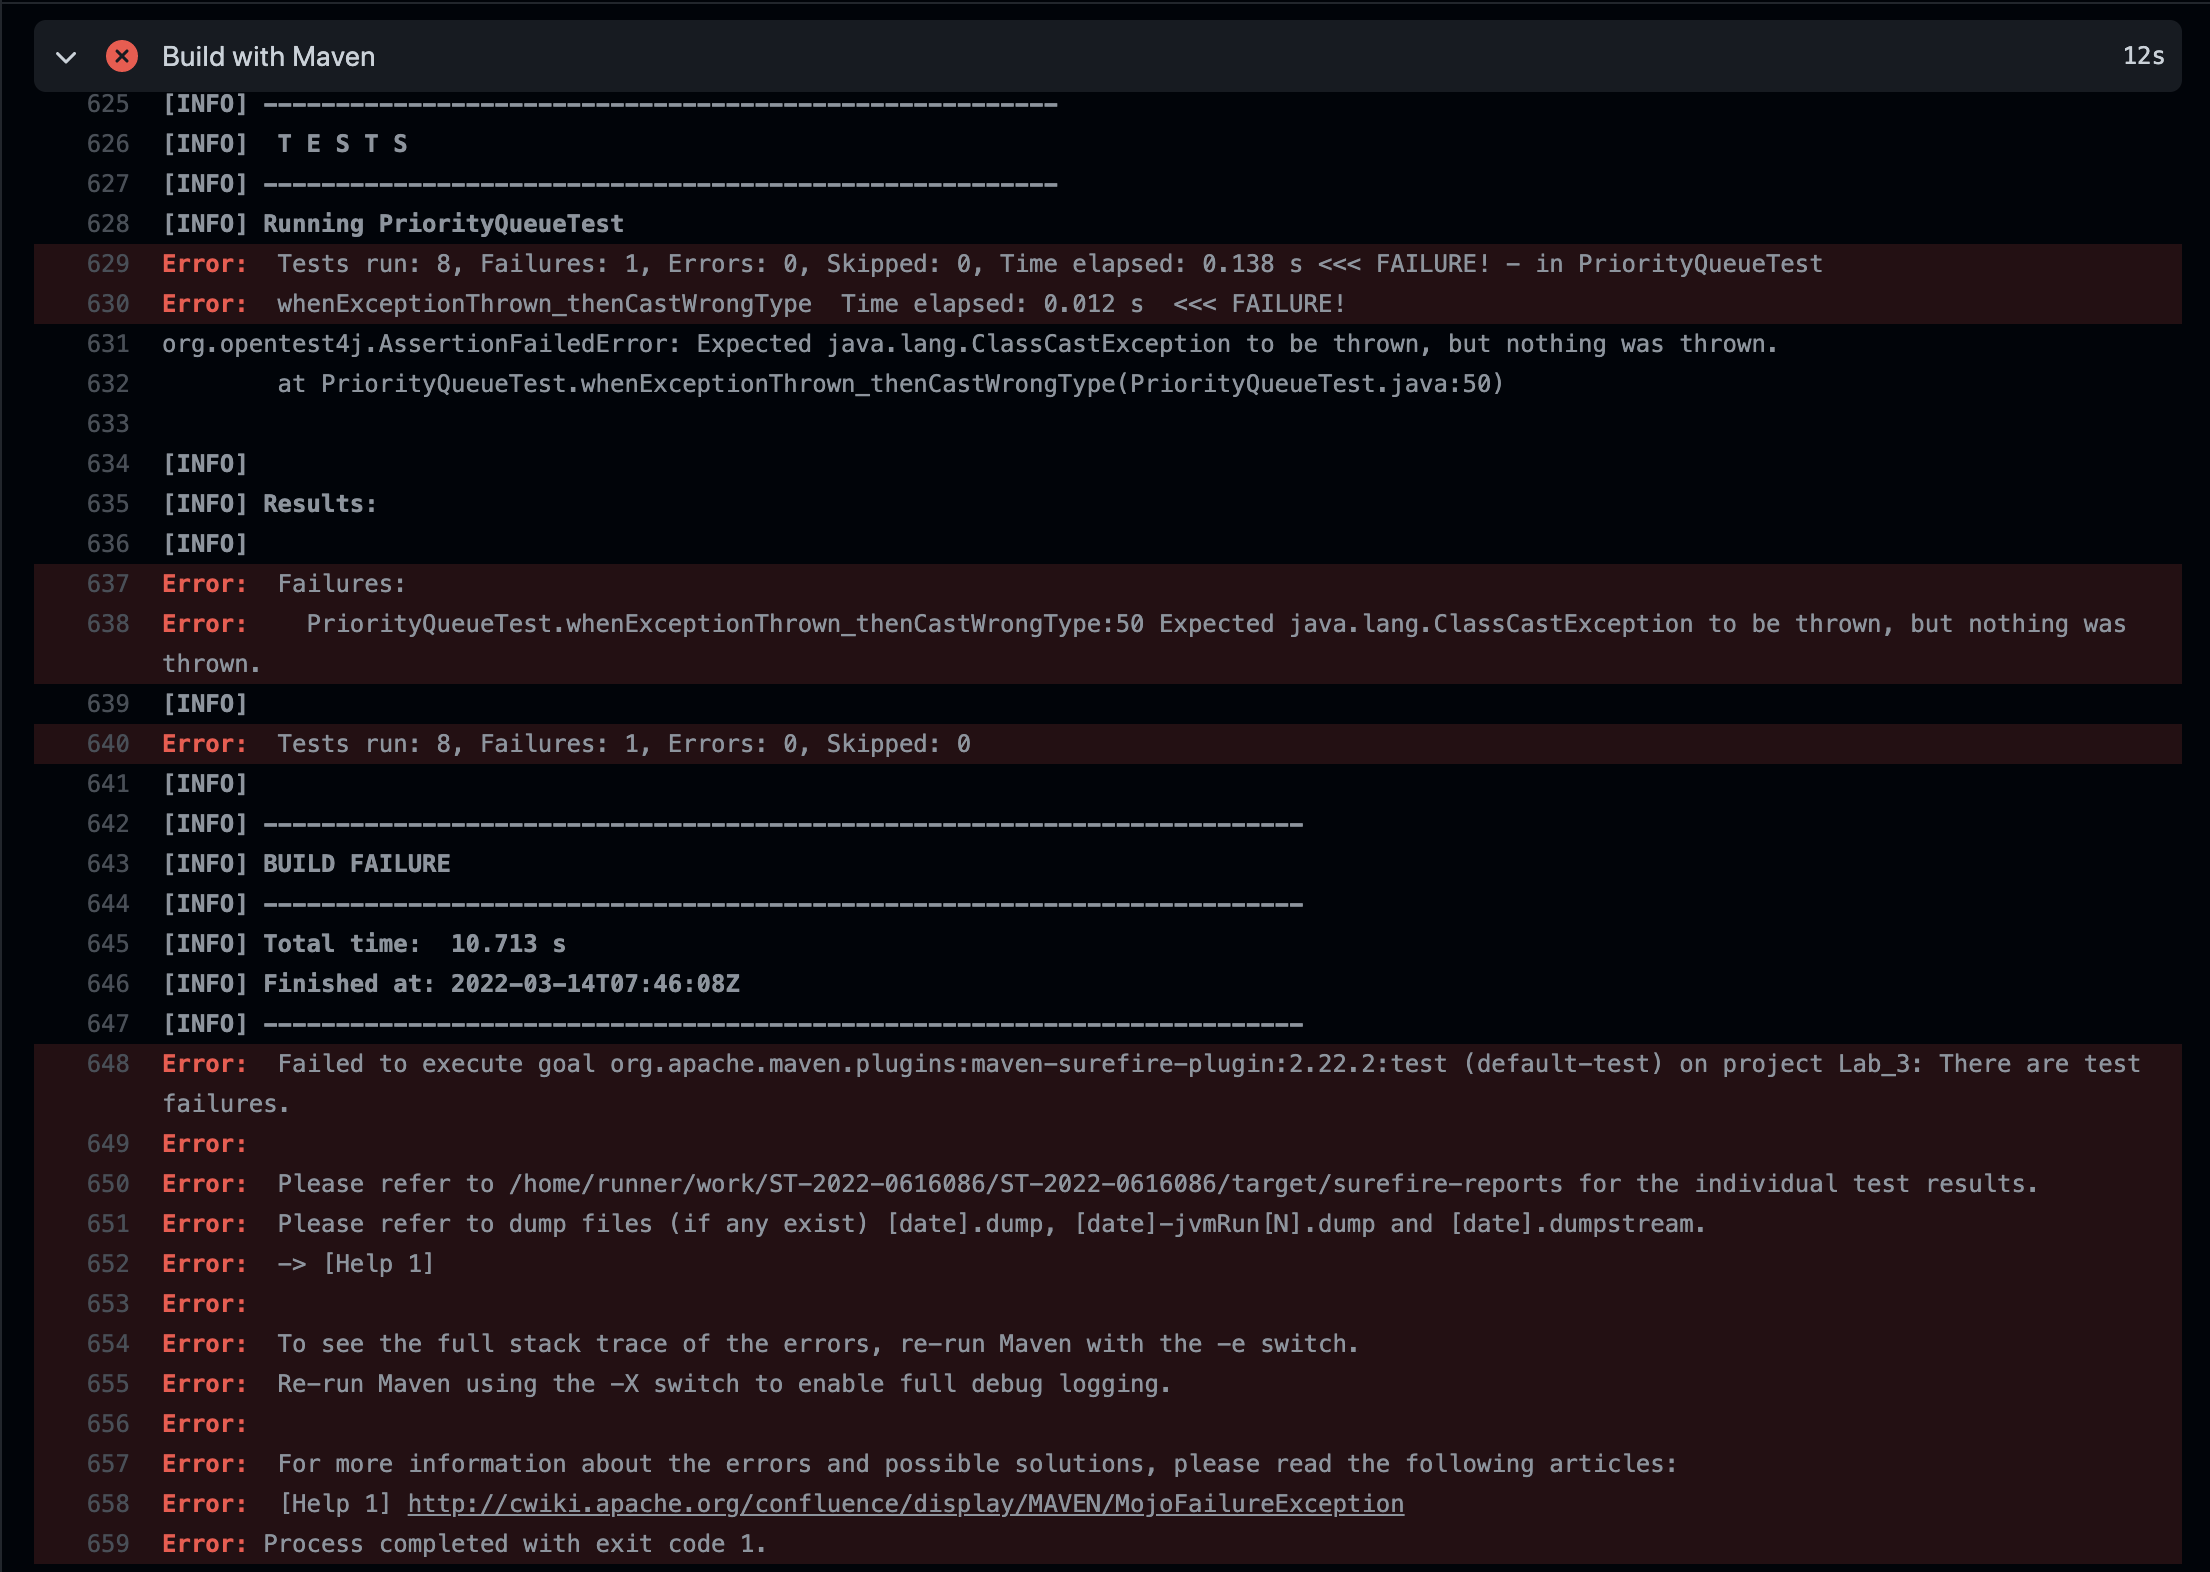 Build with Maven 12s
625 [INFO] -------------------------------------------------------
626 [INFO]  T E S T S
627 [INFO] -------------------------------------------------------
628 [INFO] Running PriorityQueueTest
629 Error:  Tests run: 8, Failures: 1, Errors: 0, Skipped: 0, Time elapsed: 0.138 s <<< FAILURE! - in PriorityQueueTest
630 Error:  whenExceptionThrown_thenCastWrongType  Time elapsed: 0.012 s  <<< FAILURE!
631 org.opentest4j.AssertionFailedError: Expected java.lang.ClassCastException to be thrown, but nothing was thrown.
632         at PriorityQueueTest.whenExceptionThrown_thenCastWrongType(PriorityQueueTest.java:50)
633
634 [INFO]
635 [INFO] Results:
636 [INFO]
637 Error:  Failures:
638 Error:    PriorityQueueTest.whenExceptionThrown_thenCastWrongType:50 Expected java.lang.ClassCastException to be thrown, but nothing was
thrown.
639 [INFO]
640 Error:  Tests run: 8, Failures: 1, Errors: 0, Skipped: 0
641 [INFO]
642 [INFO] ------------------------------------------------------------------------
643 [INFO] BUILD FAILURE
644 [INFO] ------------------------------------------------------------------------
645 [INFO] Total time:  10.713 s
646 [INFO] Finished at: 2022-03-14T07:46:08Z
647 [INFO] ------------------------------------------------------------------------
648 Error:  Failed to execute goal org.apache.maven.plugins:maven-surefire-plugin:2.22.2:test (default-test) on project Lab_3: There are test
failures.
649 Error:
650 Error:  Please refer to /home/runner/work/ST-2022-0616086/ST-2022-0616086/target/surefire-reports for the individual test results.
651 Error:  Please refer to dump files (if any exist) [date].dump, [date]-jvmRun[N].dump and [date].dumpstream.
652 Error:  -> [Help 1]
653 Error:
654 Error:  To see the full stack trace of the errors, re-run Maven with the -e switch.
655 Error:  Re-run Maven using the -X switch to enable full debug logging.
656 Error:
657 Error:  For more information about the errors and possible solutions, please read the following articles:
658 Error:  [Help 1] http://cwiki.apache.org/confluence/display/MAVEN/MojoFailureException
659 Error: Process completed with exit code 1.